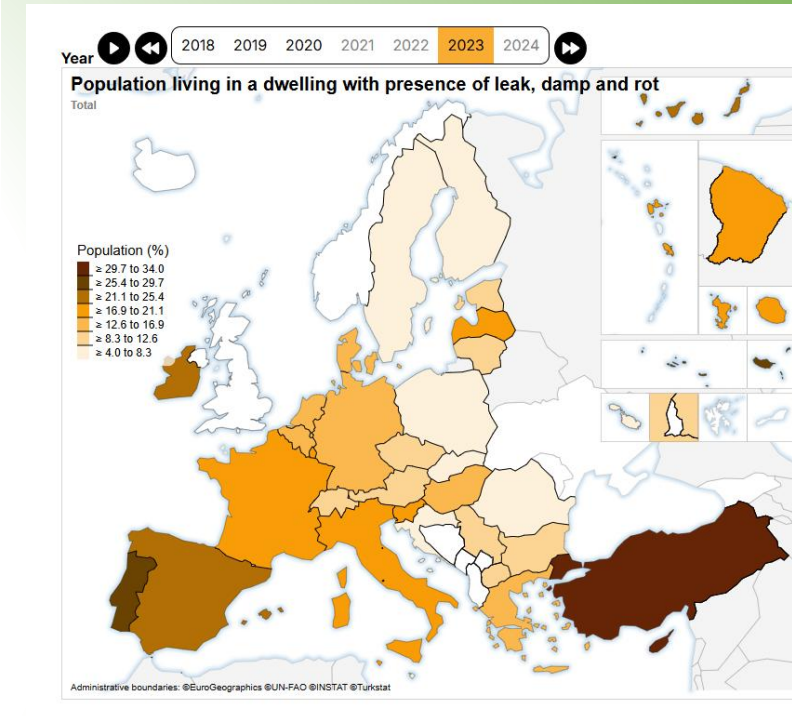 Year
2018 2019 2020 2021 2022 2023 2024
Population living in a dwelling with presence of leak, damp and rot
Total
Population (%)
≥ 29.7 to 34.0
≥ 25.4 to 29.7
≥ 21.1 to 25.4
≥ 16.9 to 21.1
≥ 12.6 to 16.9
≥ 8.3 to 12.6
≥ 4.0 to 8.3
Administrative boundaries: ©EuroGeographics ©UN-FAO ©INSTAT ©Turkstat